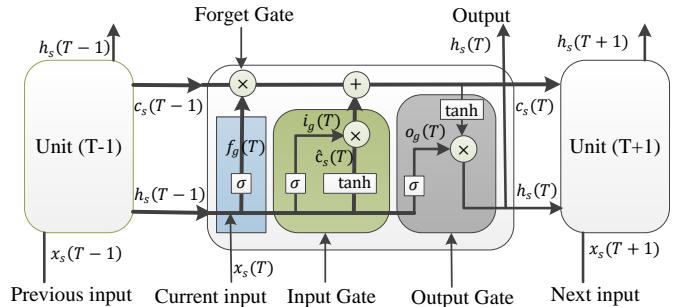 Forget Gate
Output
h_s(T − 1)
h_s(T)
h_s(T + 1)
×
+
c_s(T−1)
tanh
c_s(T)
i_g(T)
f_g(T)
×
o_g(T)
×
Unit (T-1)
ĉ_s(T)
Unit (T+1)
σ
σ
tanh
σ
h_s(T−1)
h_s(T)
x_s(T−1)
x_s(T)
x_s(T+1)
Previous input
Current input
Input Gate
Output Gate
Next input